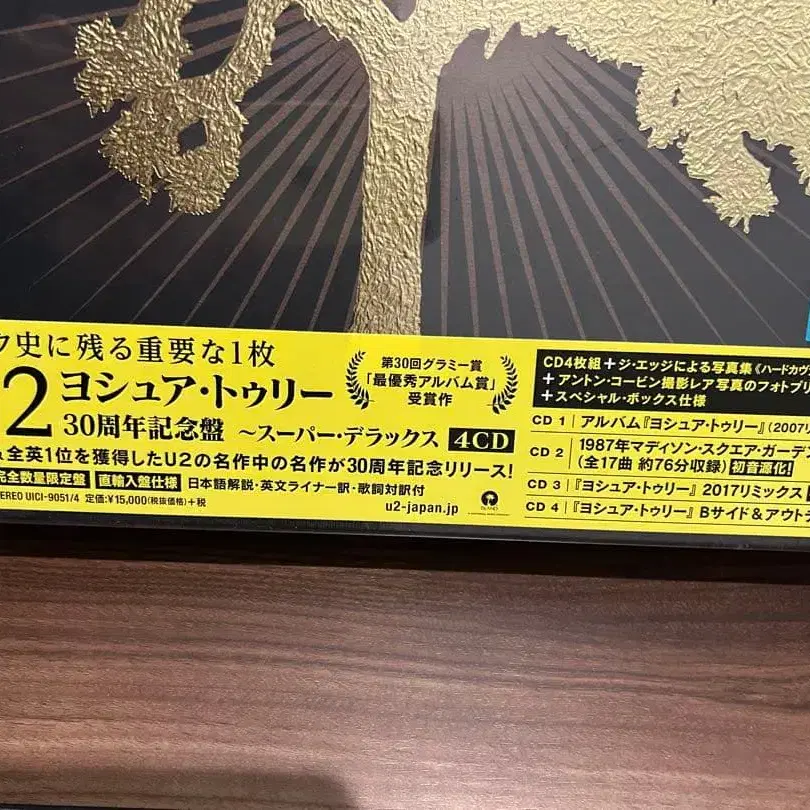 ク史に残る重要な1枚
2 ヨシュア・トゥリー
30周年記念盤 ～スーパー・デラックス 4CD
第30回グラミー賞
「最優秀アルバム賞」
受賞作
全英1位を獲得したU2の名作中の名作が30周年記念リリース!
完全数量限定盤 直輸入盤仕様 日本語解説・英文ライナー訳・歌詞対訳付
EREO UICI-9051/4 定価:¥15,000(税抜価格)+税
u2-japan.jp
ISLAND
CD4枚組+ジ・エッジによる写真集《ハードカヴ
+アントン・コービン撮影レア写真のフォトプリ
+スペシャル・ボックス仕様
CD 1 アルバム『ヨシュア・トゥリー』(2007リ
CD 2 1987年マディソン・スクエア・ガーデン
(全17曲 約76分収録) 初音源化!
CD 3 『ヨシュア・トゥリー』 2017リミックス
CD 4 『ヨシュア・トゥリー』 Bサイド&アウト